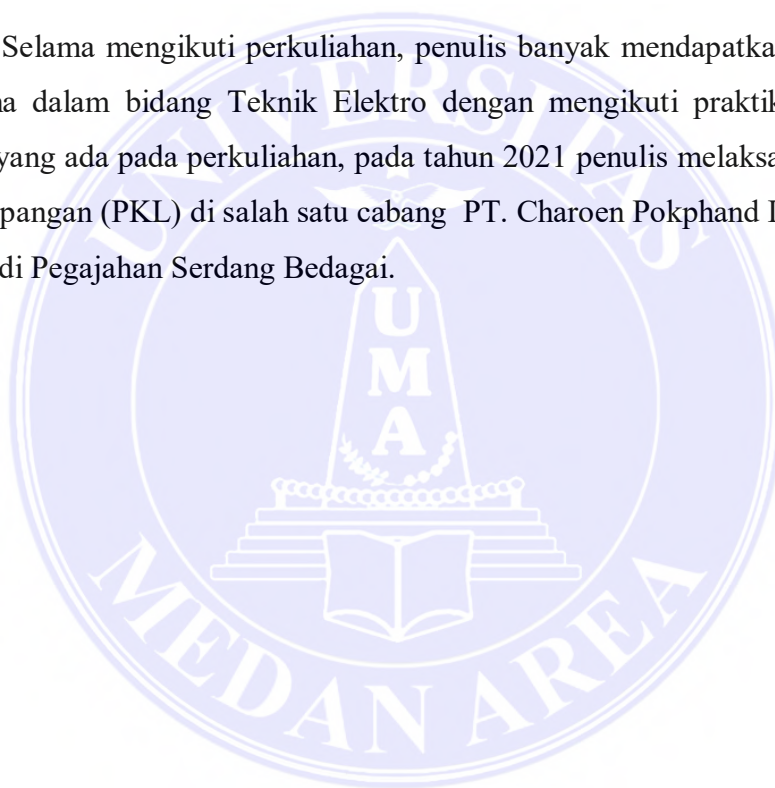 Selama mengikuti perkuliahan, penulis banyak mendapatka
a dalam bidang Teknik Elektro dengan mengikuti praktik
yang ada pada perkuliahan, pada tahun 2021 penulis melaksa
pangan (PKL) di salah satu cabang PT. Charoen Pokphand
di Pegajahan Serdang Bedagai.
UNIVERSITAS
U
M
A
MEDAN AREA